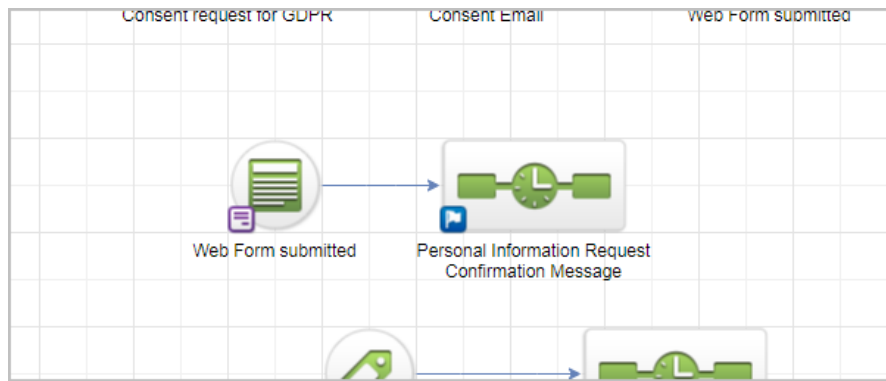 Consent request for GDPR
Consent Email
Web Form submitted
Web Form submitted
Personal Information Request
Confirmation Message